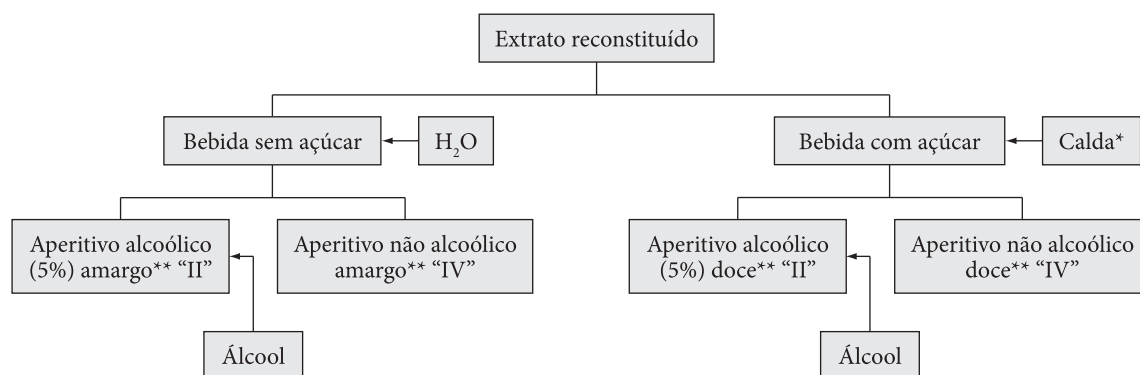 Extrato reconstituído
Bebida sem açúcar
H₂O
Bebida com açúcar
Calda*
Aperitivo alcoólico
(5%) amargo** “II”
Aperitivo não alcoólico
amargo** “IV”
Aperitivo alcoólico
(5%) doce** “II”
Aperitivo não alcoólico
doce** “IV”
Álcool
Álcool